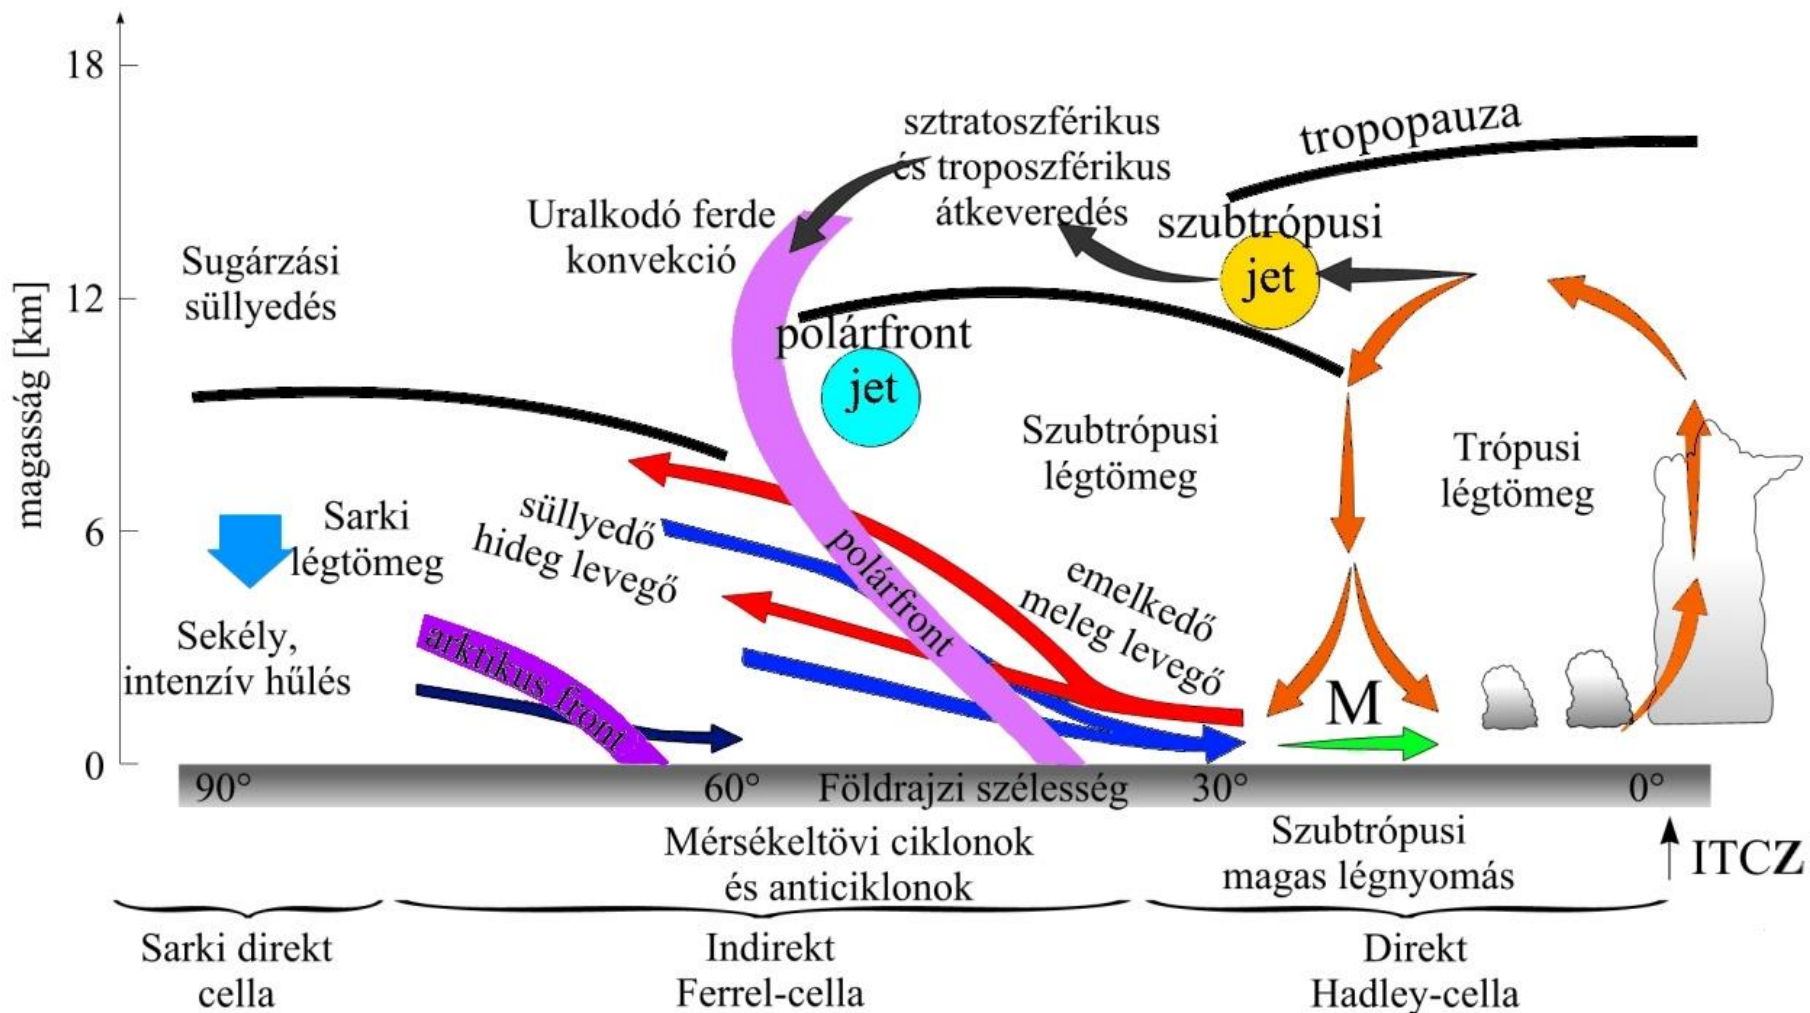 18
12
6
0
magasság [km]
sztratoszférikus
és troposzférikus
átkeveredés
tropopauza
Uralkodó ferde
konvekció
szubtrópusi
jet
Sugárzási
süllyedés
polárfront
jet
Szubtrópusi
légtömeg
Trópusi
légtömeg
Sarki
légtömeg
süllyedő
hideg levegő
polárfront
emelkedő
meleg levegő
Sekély,
intenzív hűlés
arktikus front
M
90°
60°
Földrajzi szélesség
30°
0°
Mérsékeltövi ciklonok
és anticiklonok
Szubtrópusi
magas légnyomás
ITCZ
Sarki direkt
cella
Indirekt
Ferrel-cella
Direkt
Hadley-cella